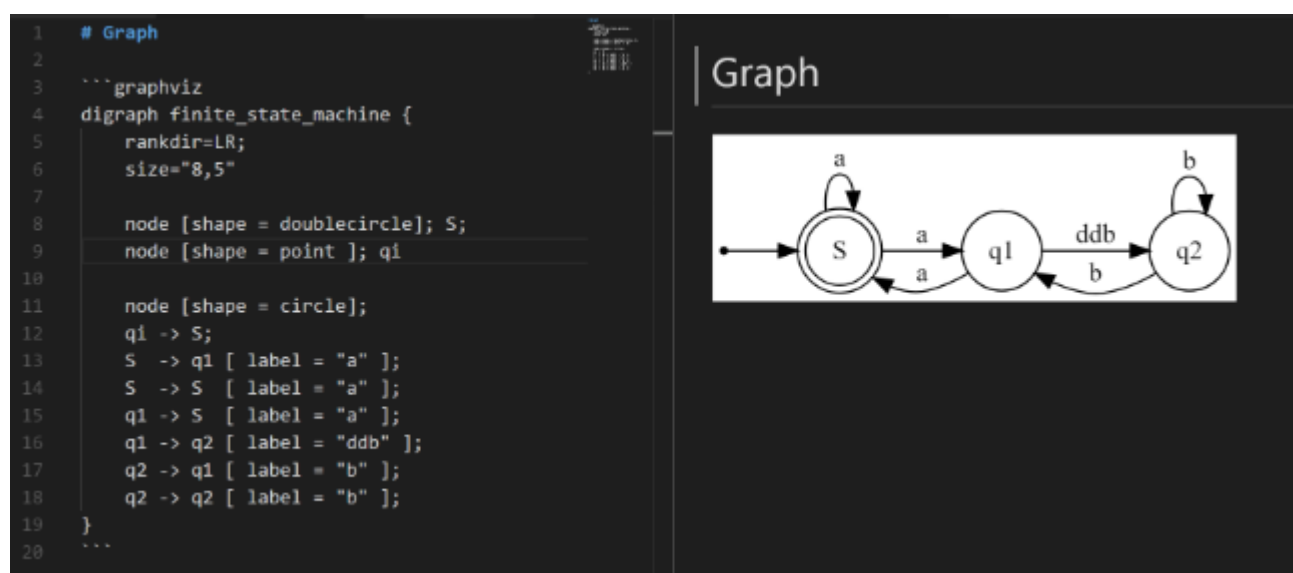 1 # Graph
2
3 ```graphviz
4 digraph finite_state_machine {
5 rankdir=LR;
6 size="8,5"
7
8 node [shape = doublecircle]; S;
9 node [shape = point ]; qi
10
11 node [shape = circle];
12 qi -> S;
13 S  -> q1 [ label = "a" ];
14 S  -> S  [ label = "a" ];
15 q1 -> S  [ label = "a" ];
16 q1 -> q2 [ label = "ddb" ];
17 q2 -> q1 [ label = "b" ];
18 q2 -> q2 [ label = "b" ];
19 }
20 ```
Graph
a b
S a q1 ddb q2
a b